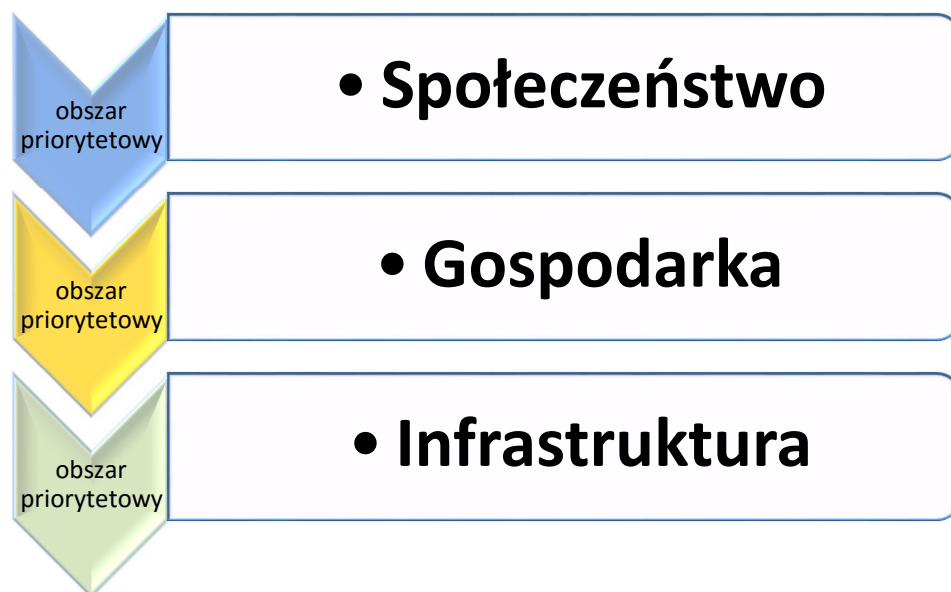 obszar
priorytetowy
• Społeczeństwo
obszar
priorytetowy
• Gospodarka
obszar
priorytetowy
• Infrastruktura